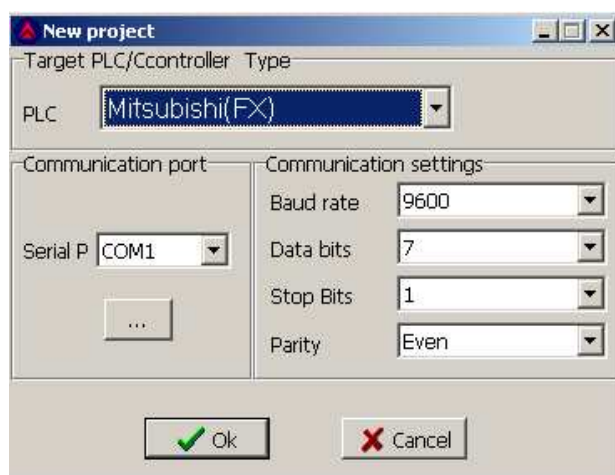 New project
Target PLC/Ccontroller Type
PLC Mitsubishi(FX)
Communication port
Serial P COM1
...
Communication settings
Baud rate 9600
Data bits 7
Stop Bits 1
Parity Even
Ok Cancel